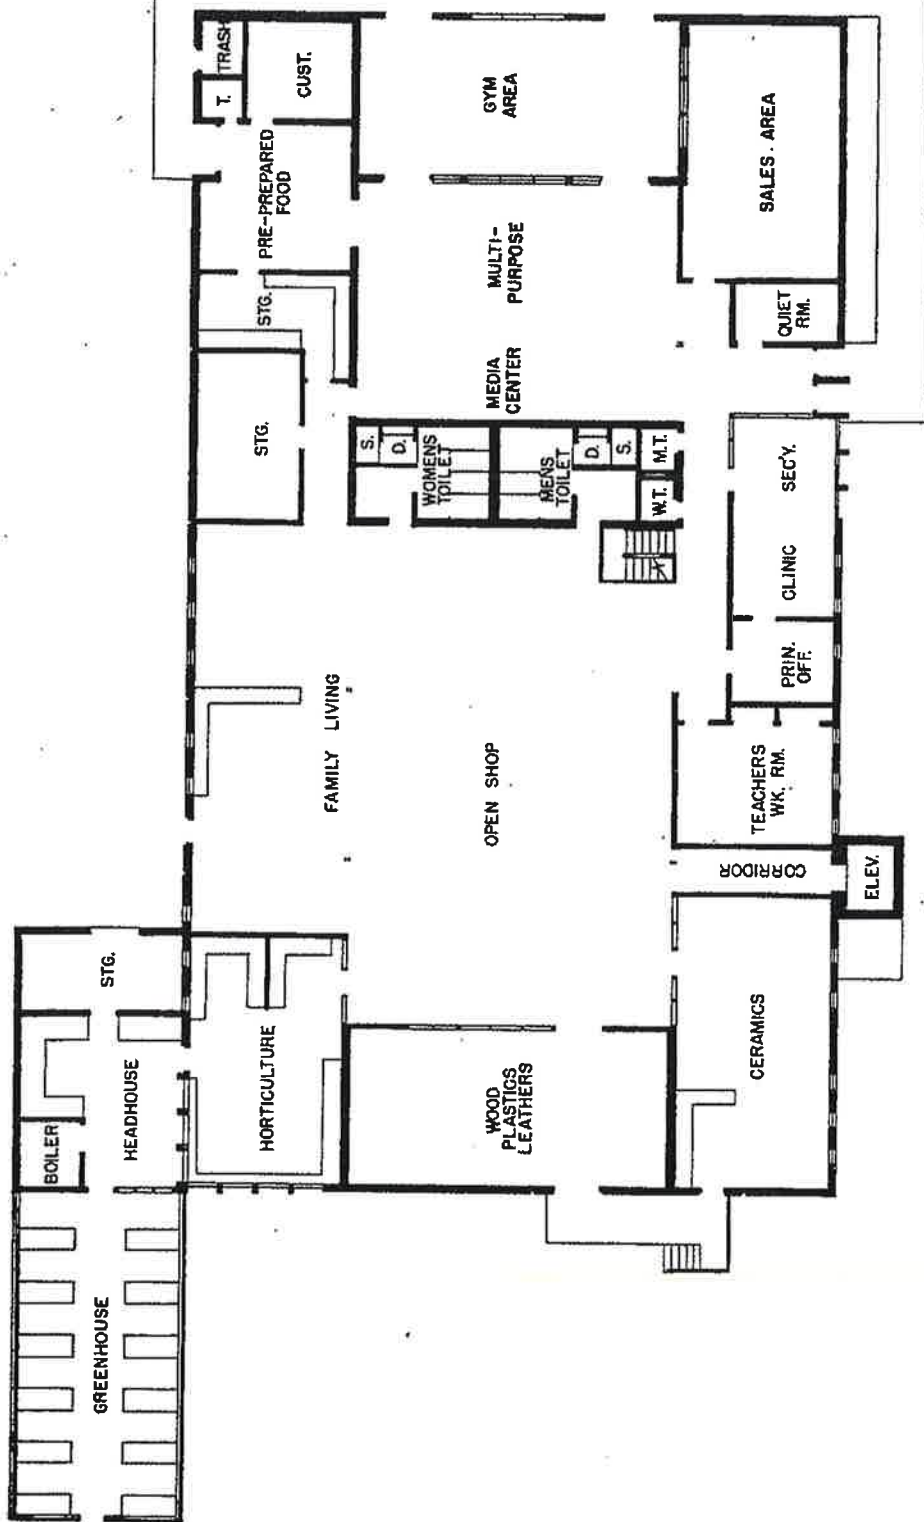 TRASH
T.
CUST.
PRE-PREPARED
FOOD
STG.
STG.
GYM
AREA
MULTI-
PURPOSE
MEDIA
CENTER
SALES. AREA
QUIET
RM.
S.
D.
WOMENS
TOILET
MENS
TOILET
D.
S.
M.T.
W.T.
SEC'Y.
CLINIC
PRIN.
OFF.
TEACHERS
WK. RM.
CORRIDOR
ELEV.
FAMILY LIVING
OPEN SHOP
STG.
HEADHOUSE
BOILER
HORTICULTURE
WOOD
PLASTICS
LEATHERS
CERAMICS
GREENHOUSE